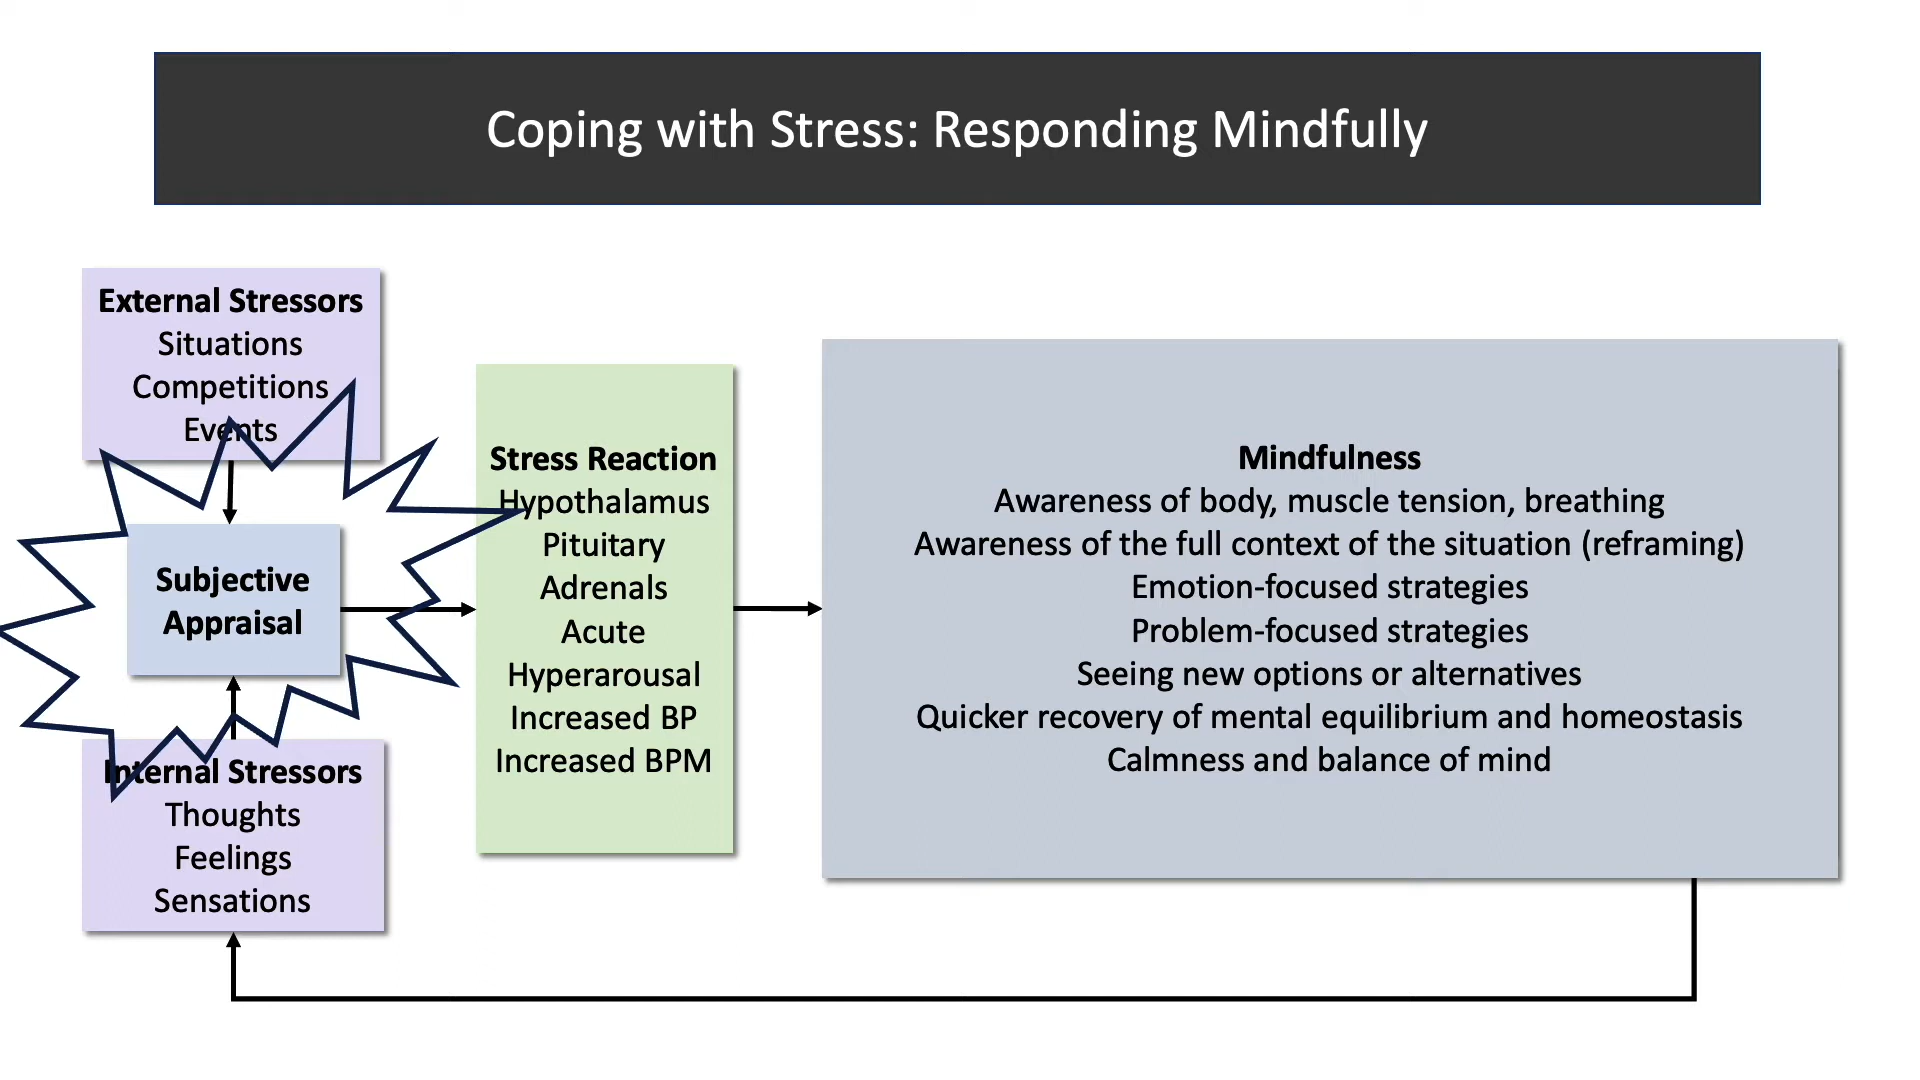 Coping with Stress: Responding Mindfully
External Stressors
Situations
Competitions
Events
Subjective
Appraisal
Internal Stressors
Thoughts
Feelings
Sensations
Stress Reaction
Hypothalamus
Pituitary
Adrenals
Acute
Hyperarousal
Increased BP
Increased BPM
Mindfulness
Awareness of body, muscle tension, breathing
Awareness of the full context of the situation (reframing)
Emotion-focused strategies
Problem-focused strategies
Seeing new options or alternatives
Quicker recovery of mental equilibrium and homeostasis
Calmness and balance of mind